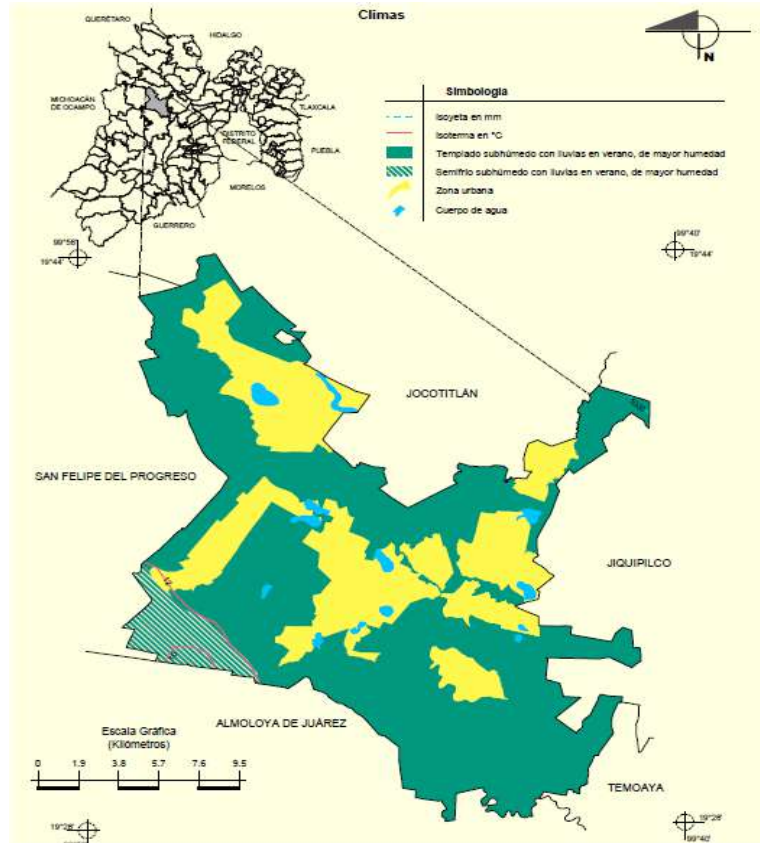 Climas
QUERÉTARO
HIDALGO
MICHOACÁN
DE OCAMPO
TLAXCALA
DISTRITO
FEDERAL
PUEBLA
MORELOS
GUERRERO
N
Simbología
Isoyeta en mm
Isoterma en °C
Templado subhúmedo con lluvias en verano, de mayor humedad
Semifrío subhúmedo con lluvias en verano, de mayor humedad
Zona urbana
Cuerpo de agua
99°56'
19°44'
99°40'
19°44'
JOCOTITLÁN
SAN FELIPE DEL PROGRESO
JIQUIPILCO
12
ALMOLOYA DE JUÁREZ
TEMOAYA
Escala Gráfica
(Kilómetros)
0 1.9 3.8 5.7 7.6 9.5
19°28'
19°28'
99°40'